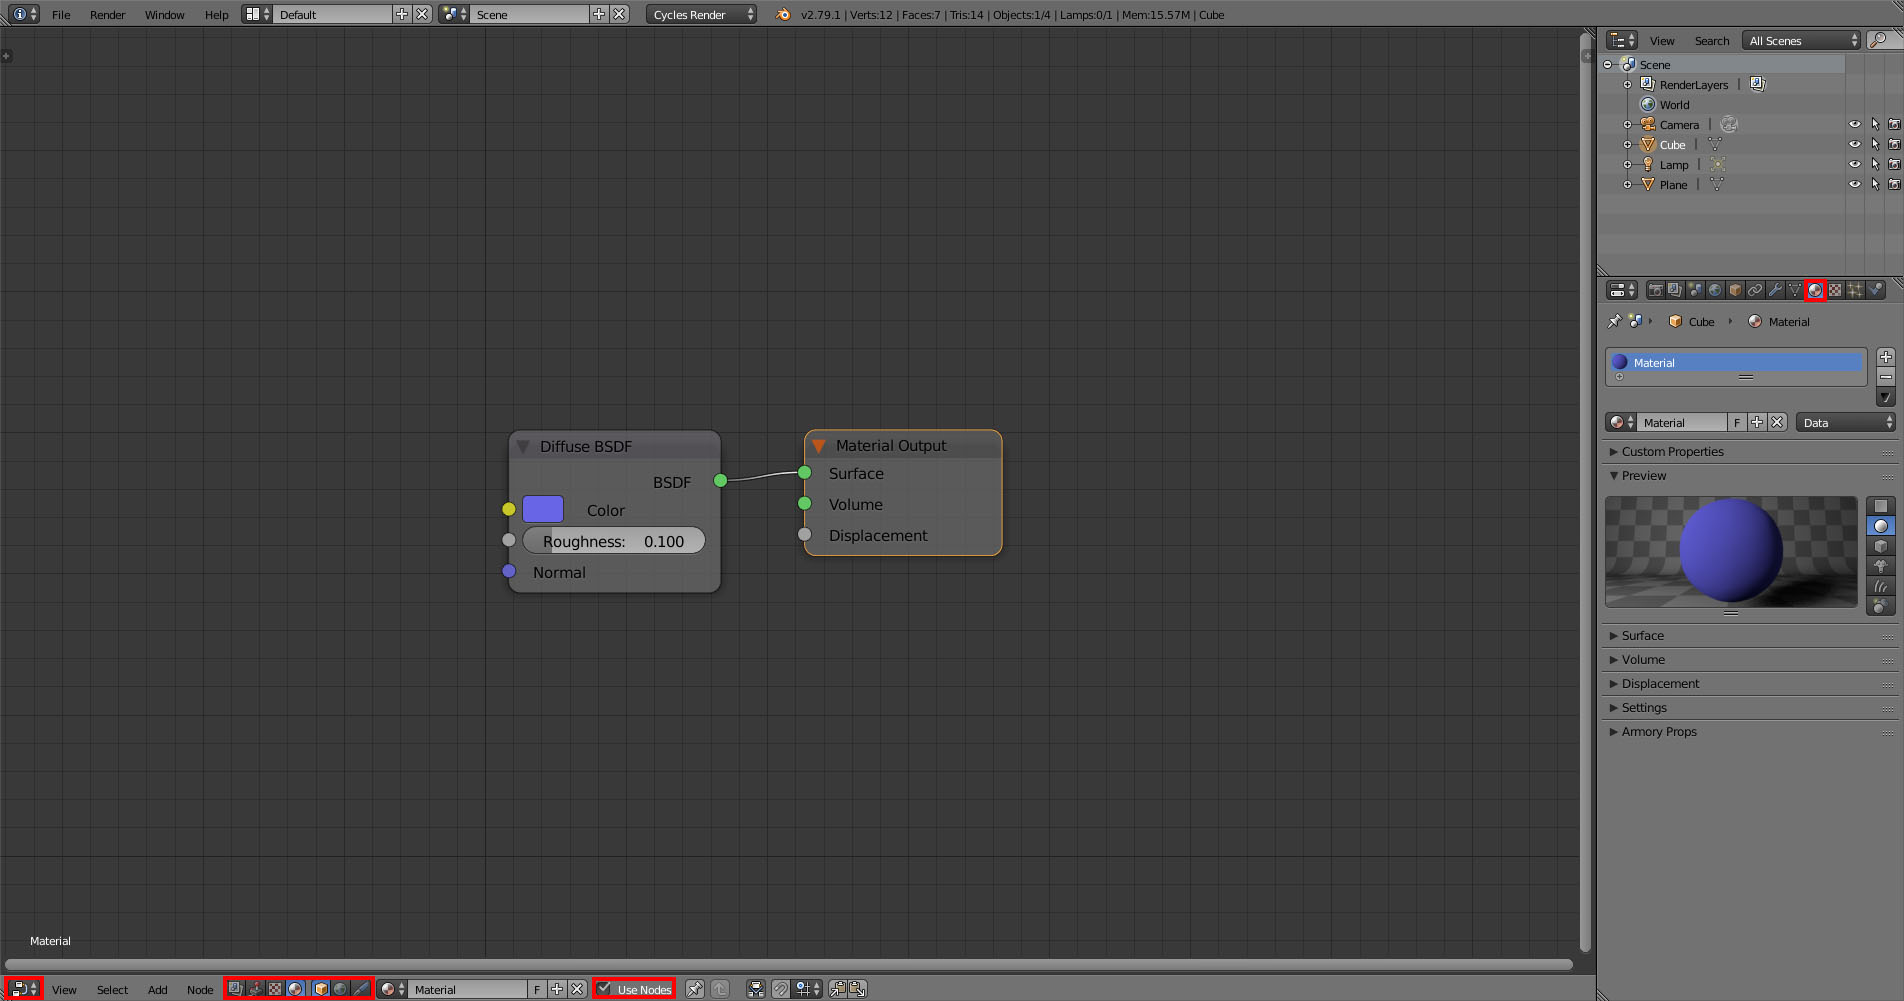 File Render Window Help Default Scene Cycles Render v2.79.1 | Verts:12 | Faces:7 | Tris:14 | Objects:1/4 | Lamps:0/1 | Mem:15.57M | Cube
View Search All Scenes
Scene
RenderLayers
World
Camera
Cube
Lamp
Plane
Cube Material
Material
Material F Data
Custom Properties
Preview
Surface
Volume
Displacement
Settings
Armory Props
Diffuse BSDF
BSDF
Color
Roughness: 0.100
Normal
Material Output
Surface
Volume
Displacement
Material
View Select Add Node Material F Use Nodes